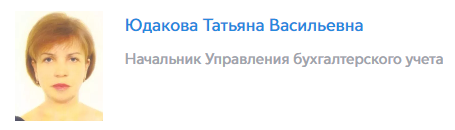 Юдакова Татьяна Васильевна
Начальник Управления бухгалтерского учета